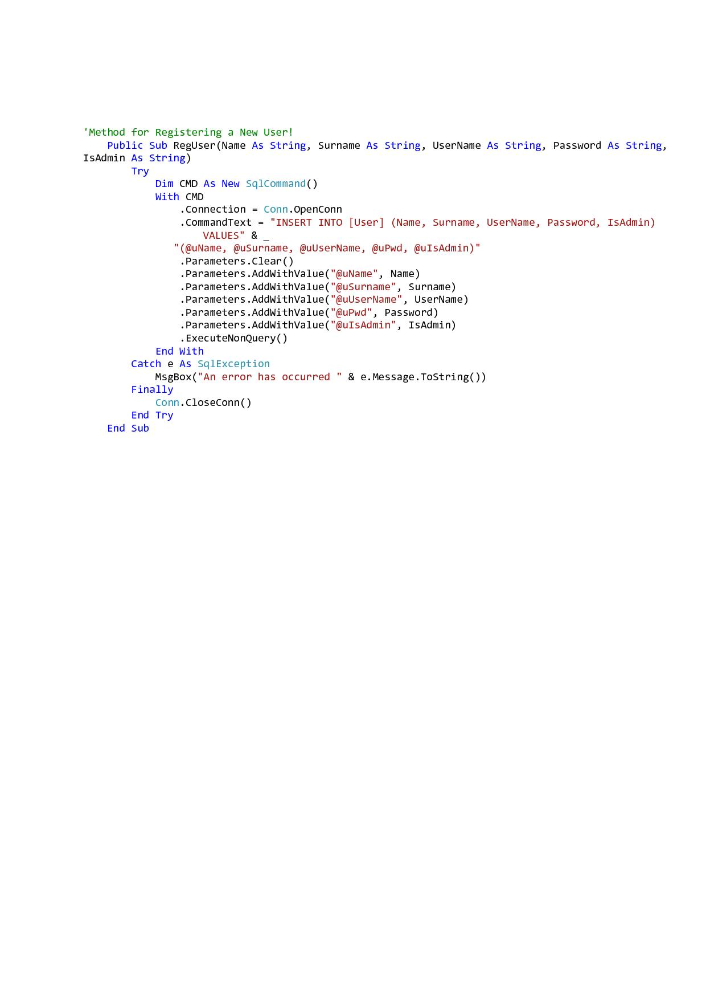 'Method for Registering a New User!
    Public Sub RegUser(Name As String, Surname As String, UserName As String, Password As String,
IsAdmin As String)
        Try
            Dim CMD As New SqlCommand()
            With CMD
                .Connection = Conn.OpenConn
                .CommandText = "INSERT INTO [User] (Name, Surname, UserName, Password, IsAdmin)
                    VALUES" & _
               "(@uName, @uSurname, @uUserName, @uPwd, @uIsAdmin)"
                .Parameters.Clear()
                .Parameters.AddWithValue("@uName", Name)
                .Parameters.AddWithValue("@uSurname", Surname)
                .Parameters.AddWithValue("@uUserName", UserName)
                .Parameters.AddWithValue("@uPwd", Password)
                .Parameters.AddWithValue("@uIsAdmin", IsAdmin)
                .ExecuteNonQuery()
            End With
        Catch e As SqlException
            MsgBox("An error has occurred " & e.Message.ToString())
        Finally
            Conn.CloseConn()
        End Try
    End Sub